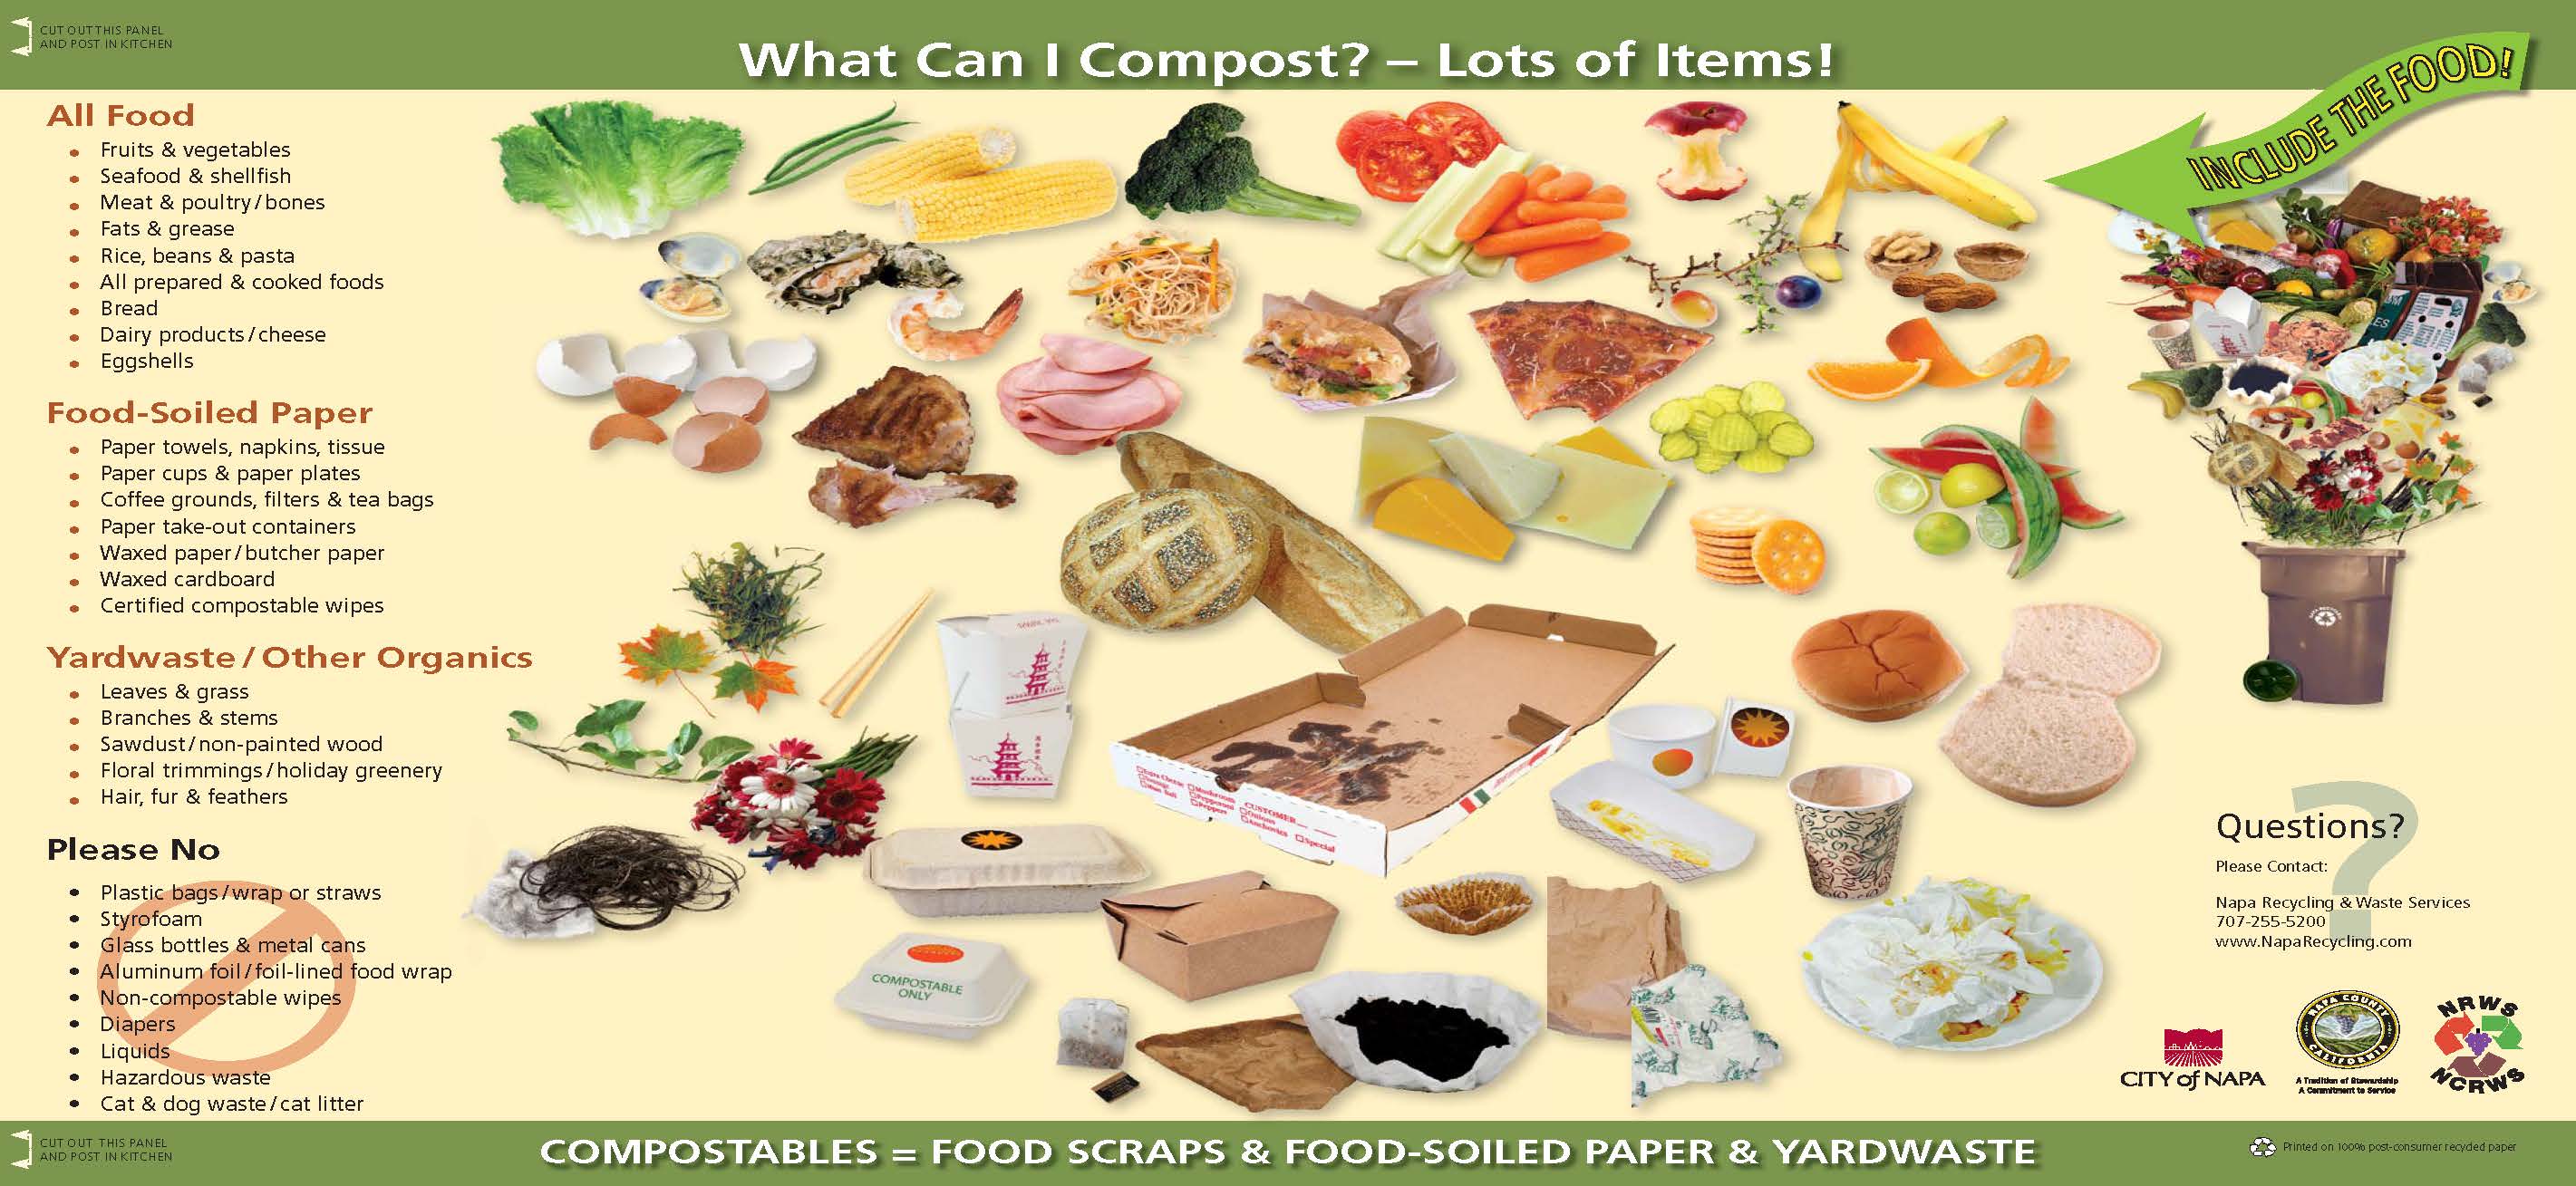 CUT OUT THIS PANEL
AND POST IN KITCHEN
What Can I Compost? – Lots of Items!
INCLUDE THE FOOD!
All Food
• Fruits & vegetables
• Seafood & shellfish
• Meat & poultry/bones
• Fats & grease
• Rice, beans & pasta
• All prepared & cooked foods
• Bread
• Dairy products/cheese
• Eggshells
Food-Soiled Paper
• Paper towels, napkins, tissue
• Paper cups & paper plates
• Coffee grounds, filters & tea bags
• Paper take-out containers
• Waxed paper/butcher paper
• Waxed cardboard
• Certified compostable wipes
Yardwaste/Other Organics
• Leaves & grass
• Branches & stems
• Sawdust/non-painted wood
• Floral trimmings/holiday greenery
• Hair, fur & feathers
Please No
• Plastic bags/wrap or straws
• Styrofoam
• Glass bottles & metal cans
• Aluminum foil/foil-lined food wrap
• Non-compostable wipes
• Diapers
• Liquids
• Hazardous waste
• Cat & dog waste/cat litter
Extra Cheese
Mushroom
Pepperoni
Peppers
CUSTOMER
Onions
Anchovies
Special
COMPOSTABLE
ONLY
Questions?
?
Please Contact:
Napa Recycling & Waste Services
707-255-5200
www.NapaRecycling.com
CITY of NAPA
NAPA COUNTY
CALIFORNIA
A Tradition of Stewardship
A Commitment to Service
NRWS
NCRWS
CUT OUT THIS PANEL
AND POST IN KITCHEN
COMPOSTABLES = FOOD SCRAPS & FOOD-SOILED PAPER & YARDWASTE
Printed on 100% post-consumer recycled paper